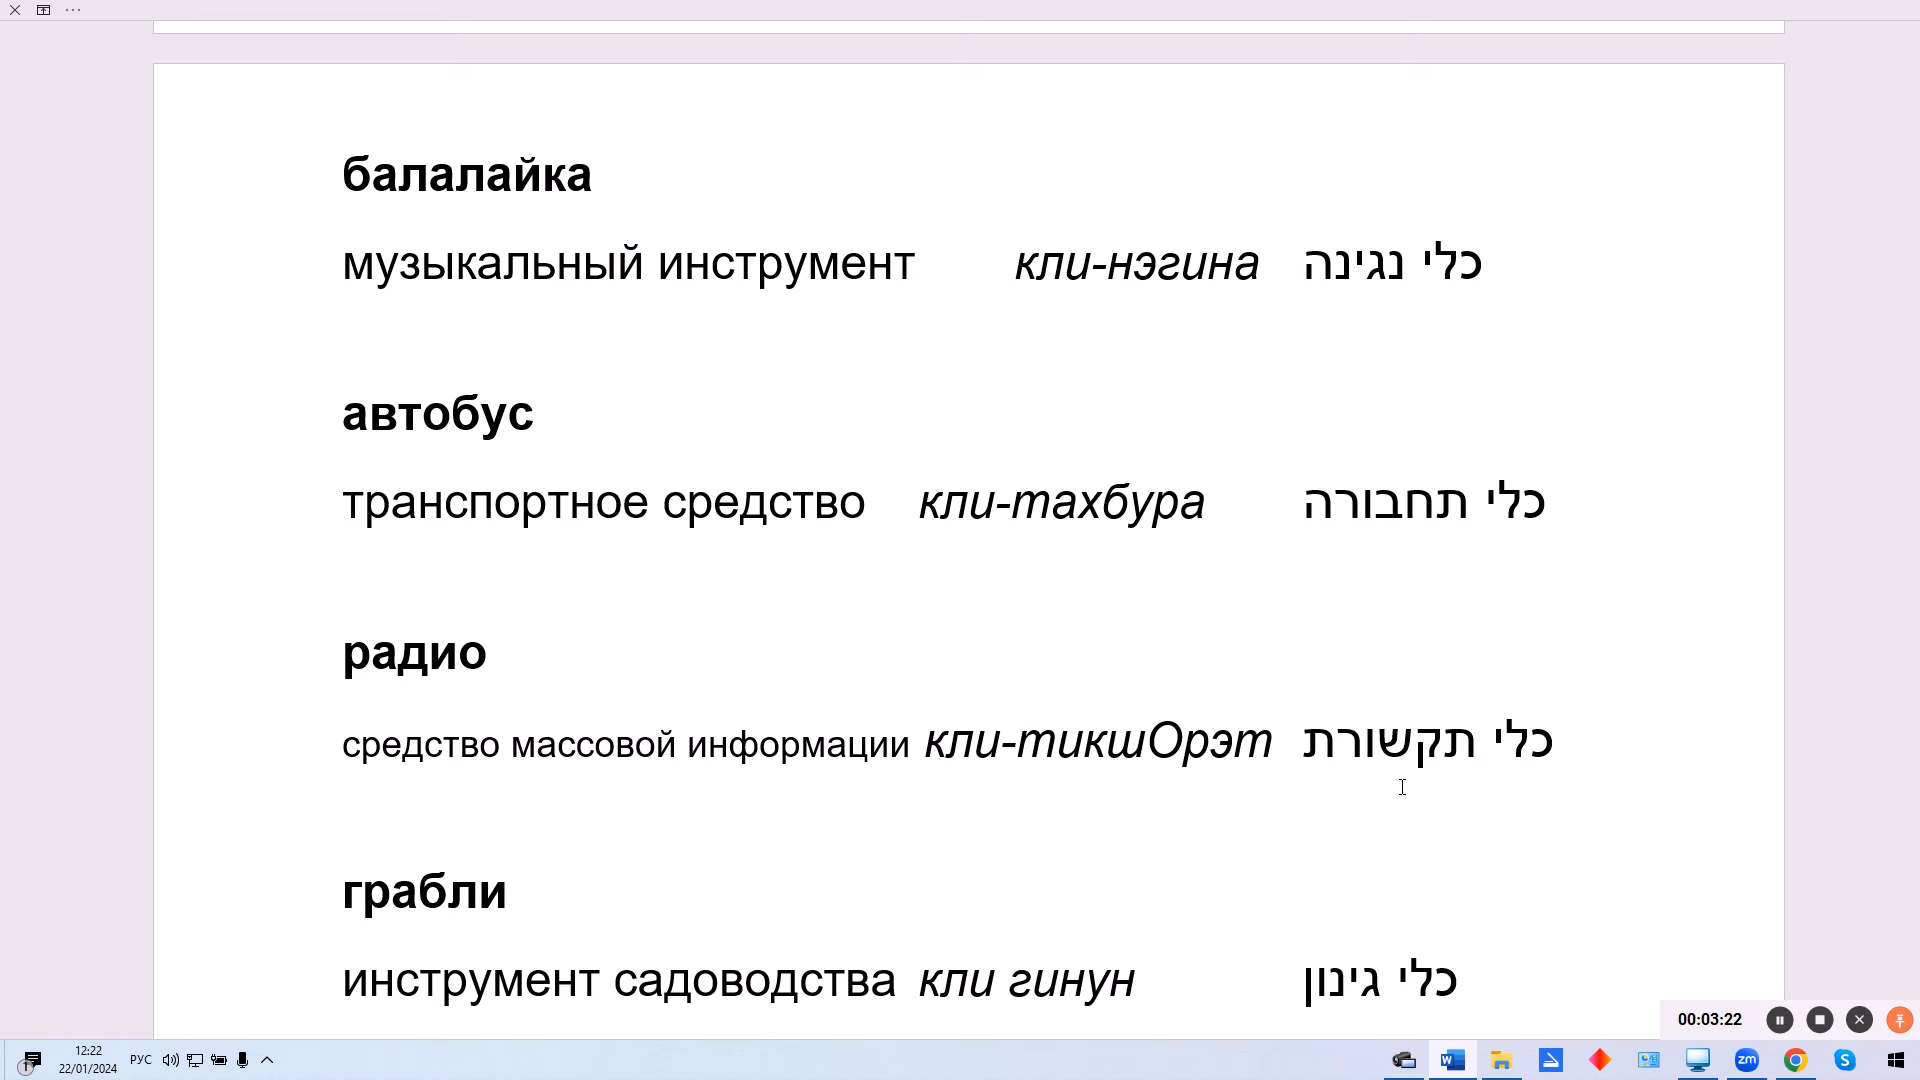 балалайка
музыкальный инструмент кли-нэгина כלי נגינה
автобус
транспортное средство кли-тахбура כלי תחבורה
радио
средство массовой информации кли-тикшОрэт כלי תקשורת
грабли
инструмент садоводства кли гинун כלי גינון
00:03:22
12:22
22/01/2024
РУС
zm